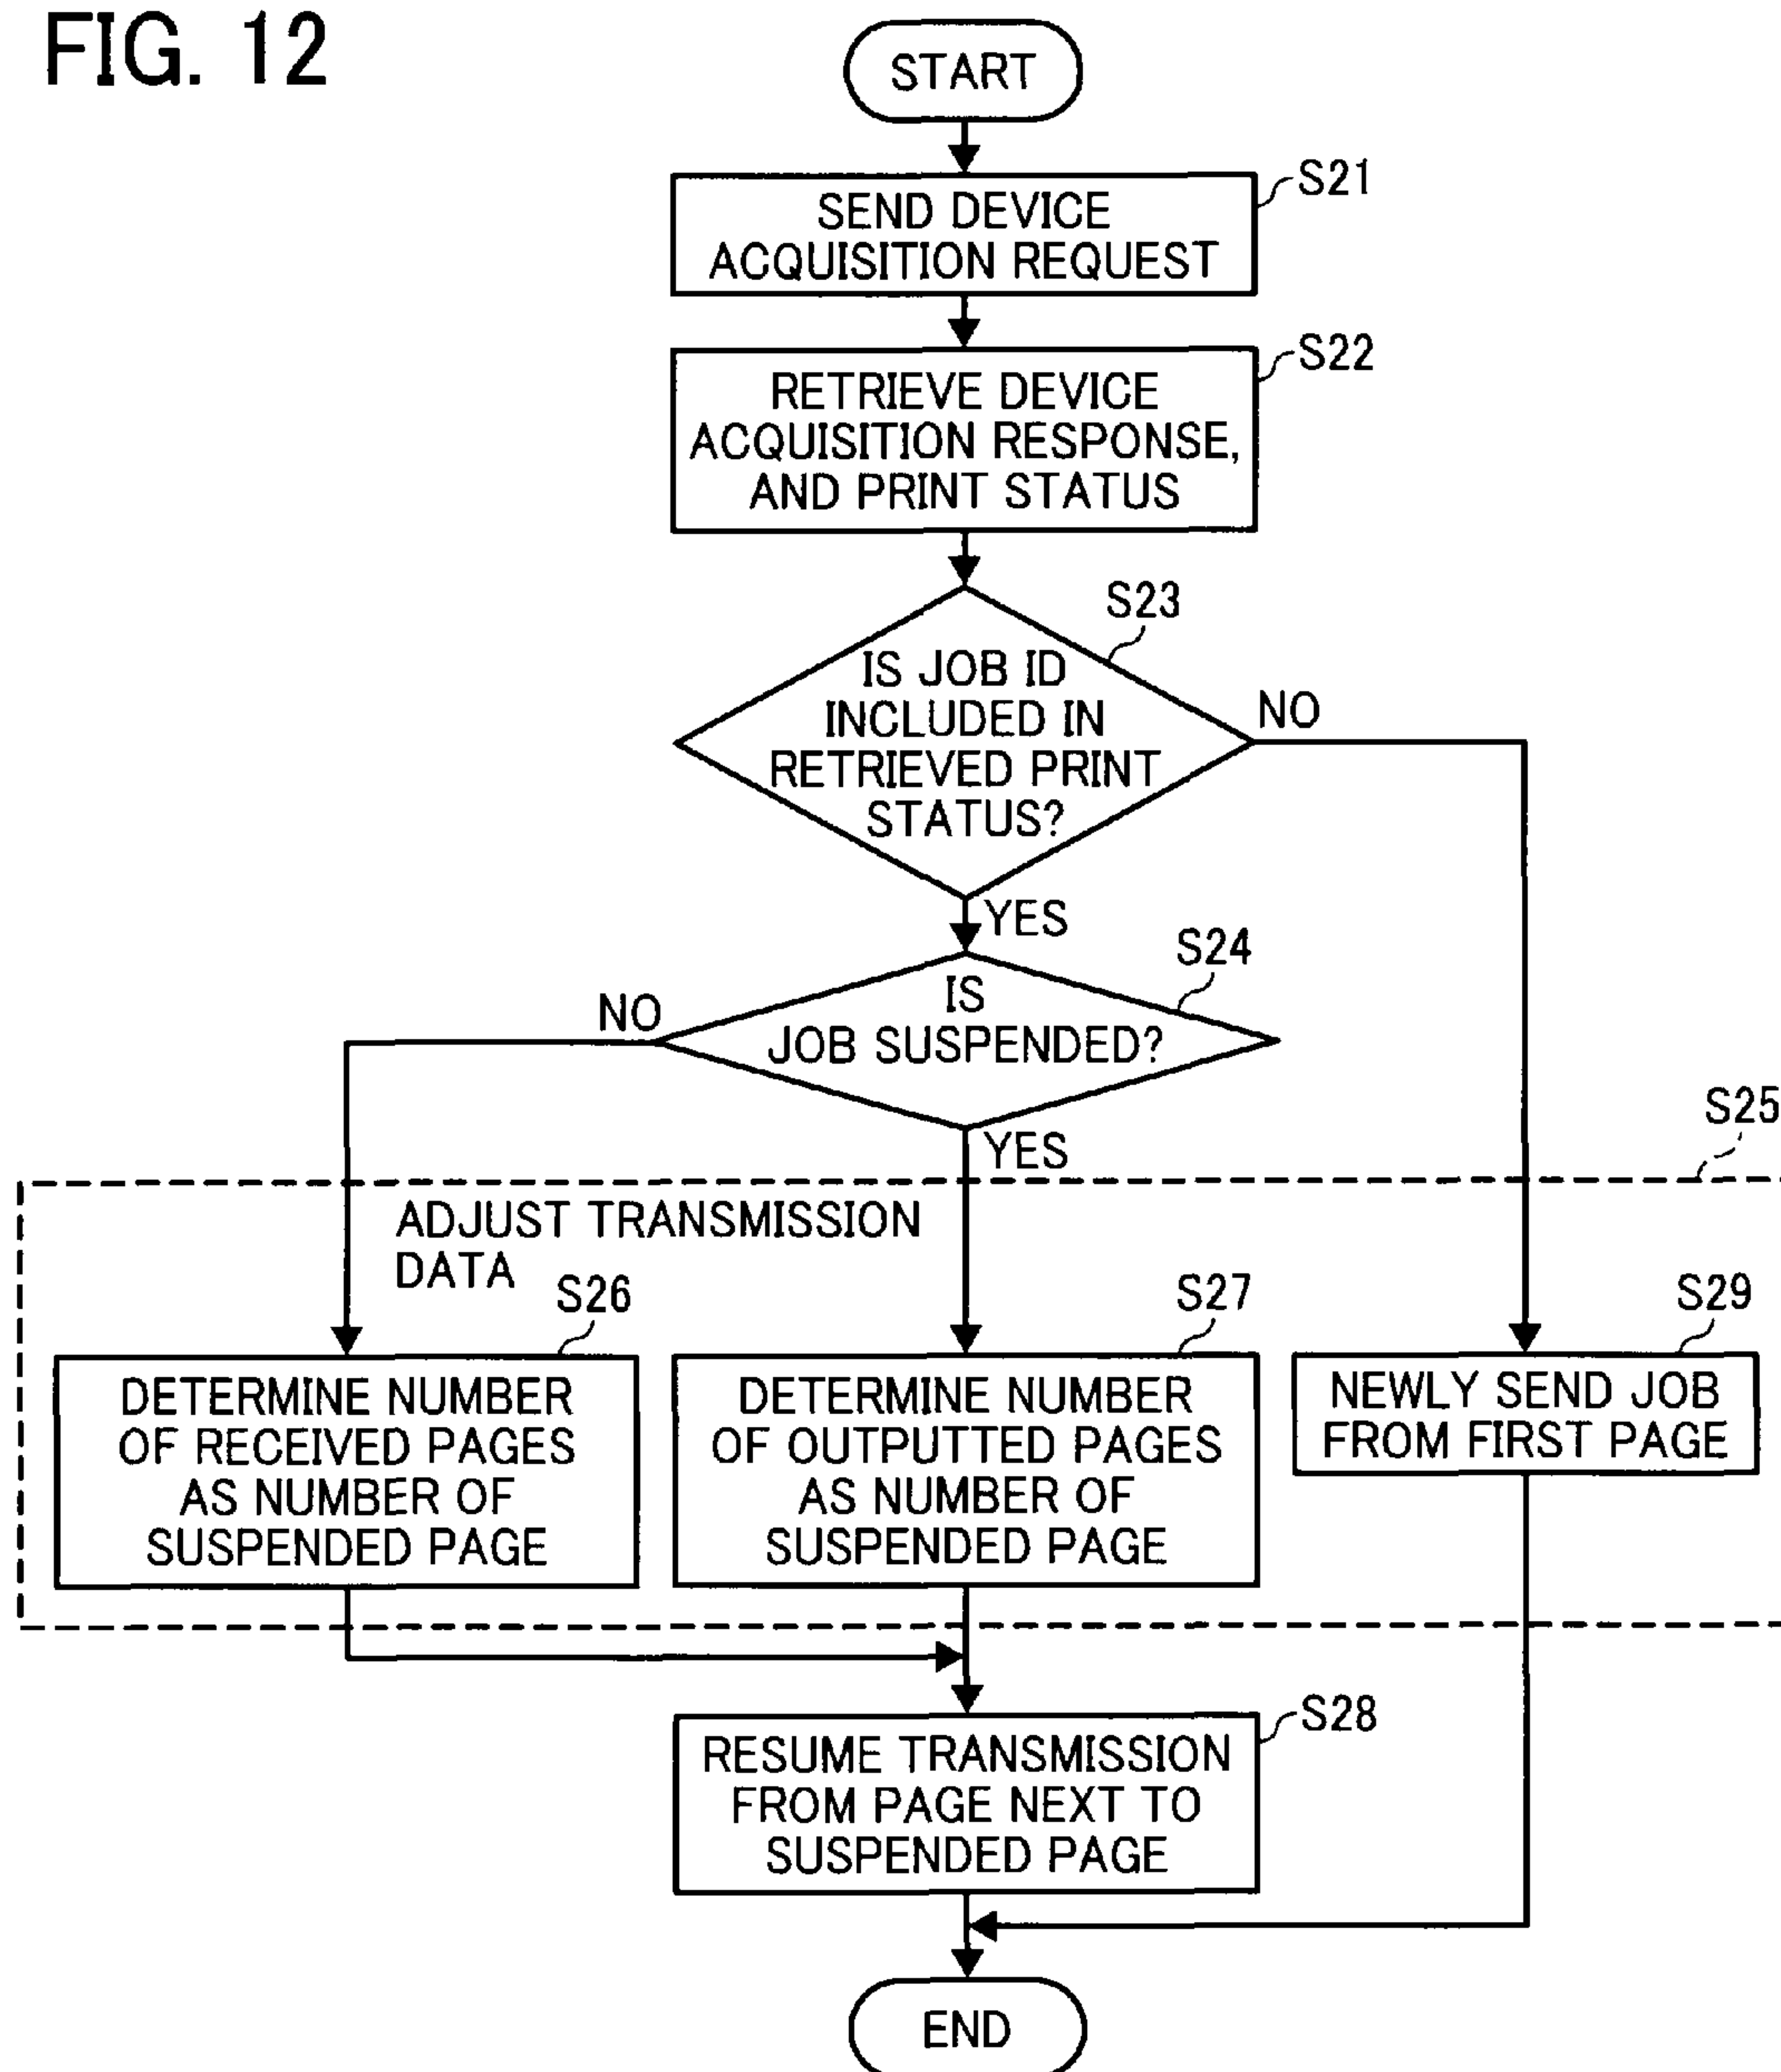 FIG. 12
START
S21
SEND DEVICE
ACQUISITION REQUEST
S22
RETRIEVE DEVICE
ACQUISITION RESPONSE,
AND PRINT STATUS
S23
IS JOB ID
INCLUDED IN
RETRIEVED PRINT
STATUS?
NO
YES
S24
IS
JOB SUSPENDED?
NO
YES
S25
ADJUST TRANSMISSION
DATA
S26
DETERMINE NUMBER
OF RECEIVED PAGES
AS NUMBER OF
SUSPENDED PAGE
S27
DETERMINE NUMBER
OF OUTPUTTED PAGES
AS NUMBER OF
SUSPENDED PAGE
S29
NEWLY SEND JOB
FROM FIRST PAGE
S28
RESUME TRANSMISSION
FROM PAGE NEXT TO
SUSPENDED PAGE
END